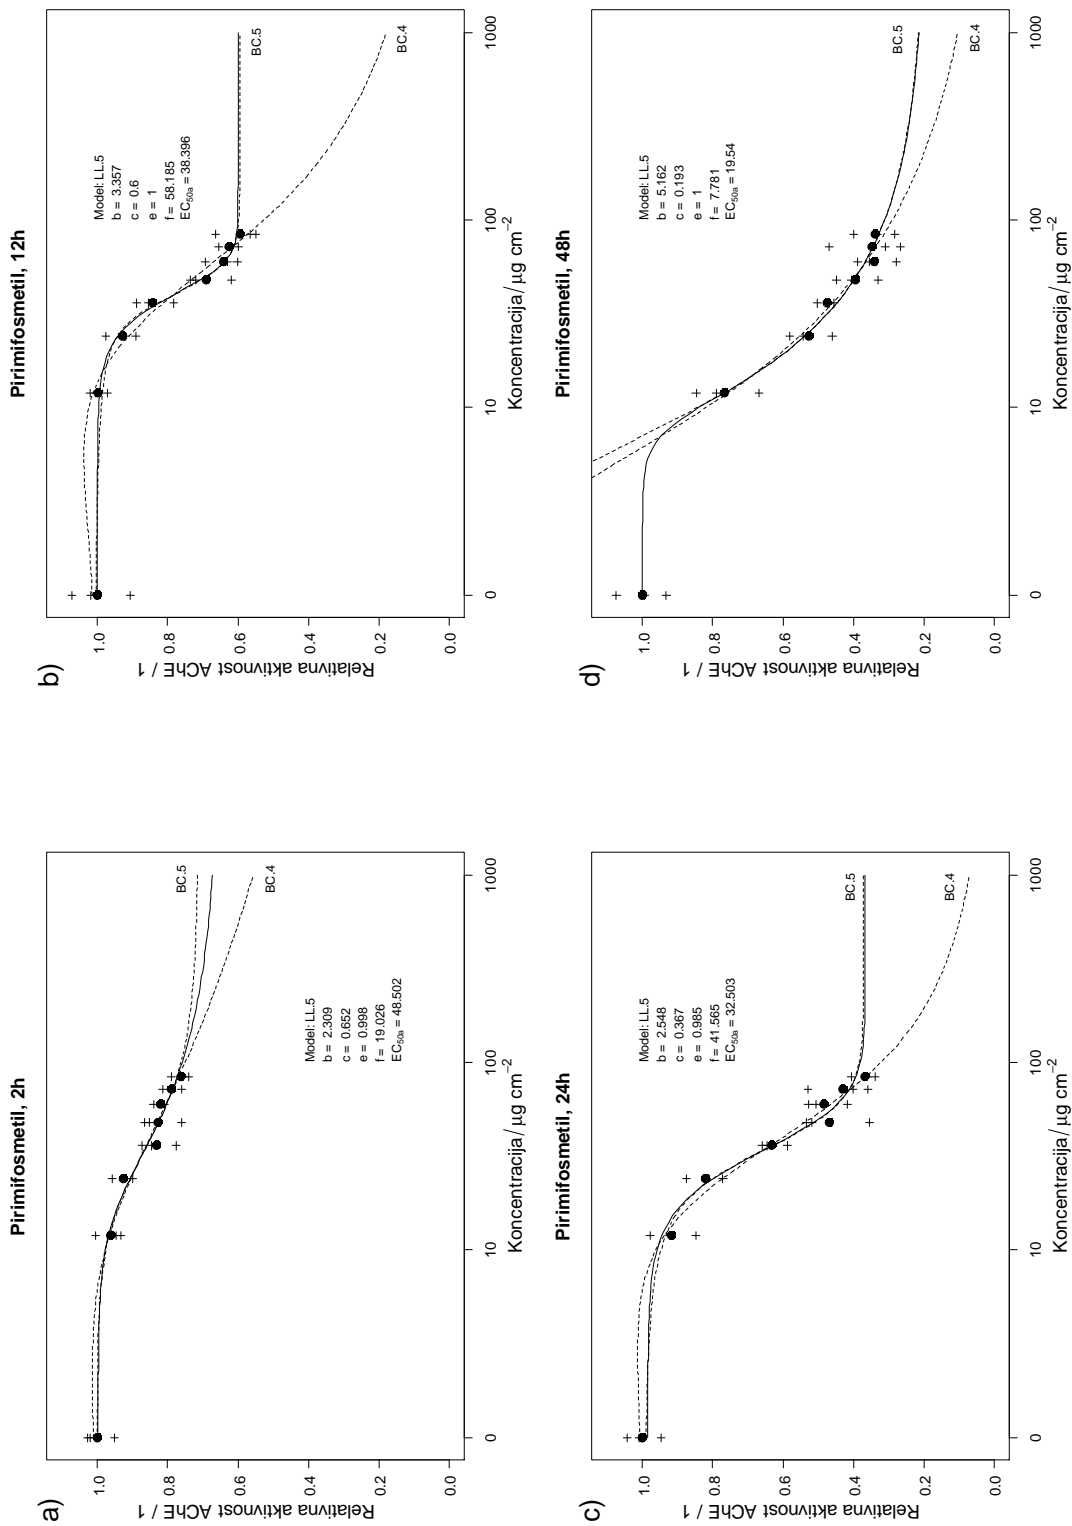 a)
Pirimifosmetil, 2h
Relativna aktivnost AChE / 1
1.0
0.8
0.6
0.4
0.2
0.0
BC.5
BC.4
Model: LL.5
b = 2.309
c = 0.652
e = 0.998
f = 19.026
EC50a = 48.502
0
10
100
1000
Koncentracija/μg cm−2
b)
Pirimifosmetil, 12h
Relativna aktivnost AChE / 1
1.0
0.8
0.6
0.4
0.2
0.0
BC.5
BC.4
Model: LL.5
b = 3.357
c = 0.6
e = 1
f = 58.185
EC50a = 38.396
0
10
100
1000
Koncentracija/μg cm−2
c)
Pirimifosmetil, 24h
Relativna aktivnost AChE / 1
1.0
0.8
0.6
0.4
0.2
0.0
BC.5
BC.4
Model: LL.5
b = 2.548
c = 0.367
e = 0.985
f = 41.565
EC50a = 32.503
0
10
100
1000
Koncentracija/μg cm−2
d)
Pirimifosmetil, 48h
Relativna aktivnost AChE / 1
1.0
0.8
0.6
0.4
0.2
0.0
BC.5
BC.4
Model: LL.5
b = 5.162
c = 0.193
e = 1
f = 7.781
EC50a = 19.54
0
10
100
1000
Koncentracija/μg cm−2